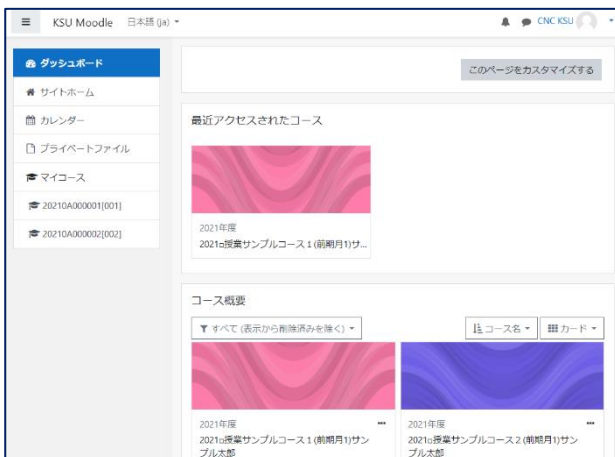 KSU Moodle 日本語 (ja)
CNC KSU
ダッシュボード
このページをカスタマイズする
サイトホーム
カレンダー
プライベートファイル
マイコース
20210A000001[001]
20210A000002[002]
最近アクセスされたコース
2021年度
2021□授業サンプルコース1(前期月1)サ...
コース概要
すべて (表示から削除済みを除く)
コース名
カード
2021年度
2021□授業サンプルコース1(前期月1)サン
プル太郎
2021年度
2021□授業サンプルコース2(前期月1)サン
プル太郎